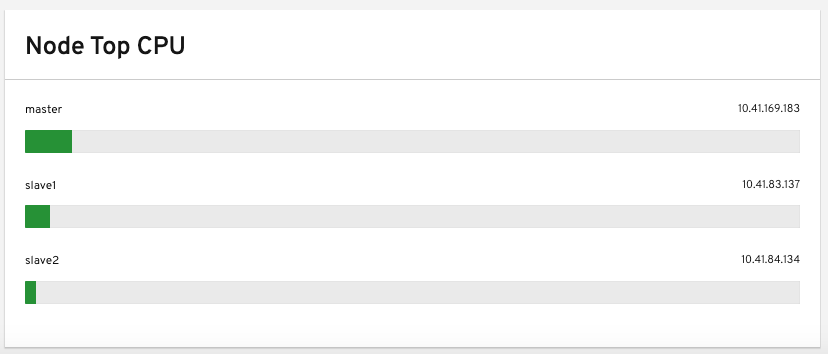 Node Top CPU
master 10.41.169.183
slave1 10.41.83.137
slave2 10.41.84.134